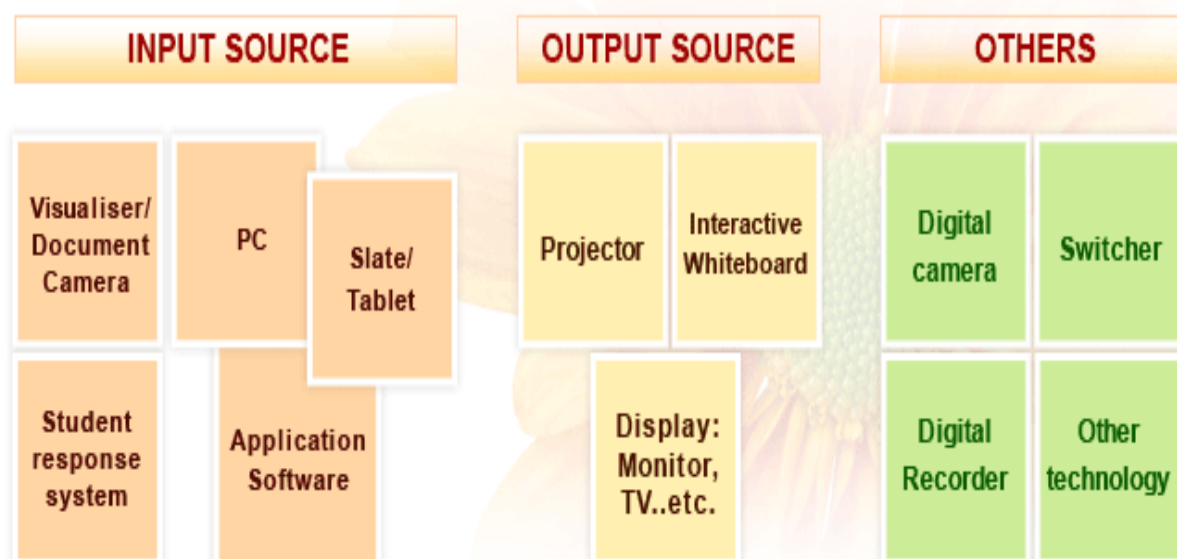 INPUT SOURCE
OUTPUT SOURCE
OTHERS
Visualiser/
Document
Camera
PC
Slate/
Tablet
Student
response
system
Application
Software
Projector
Interactive
Whiteboard
Display:
Monitor,
TV..etc.
Digital
camera
Switcher
Digital
Recorder
Other
technology